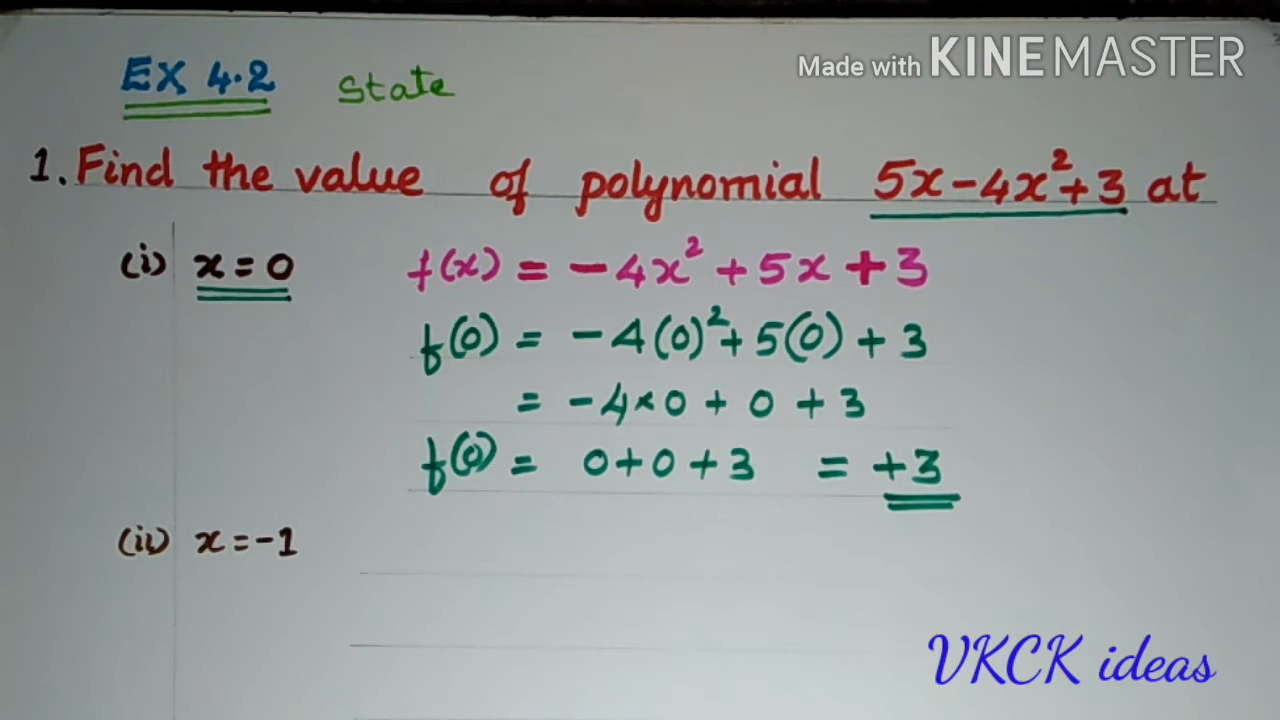 Made with KINEMASTER
EX 4.2 State
1. Find the value of polynomial 5x-4x²+3 at
(i) x=0 f(x) = -4x²+5x+3
f(0) = -4(0)²+5(0)+3
= -4×0+0+3
f(0) = 0+0+3 = +3
(ii) x=-1
VKCK ideas